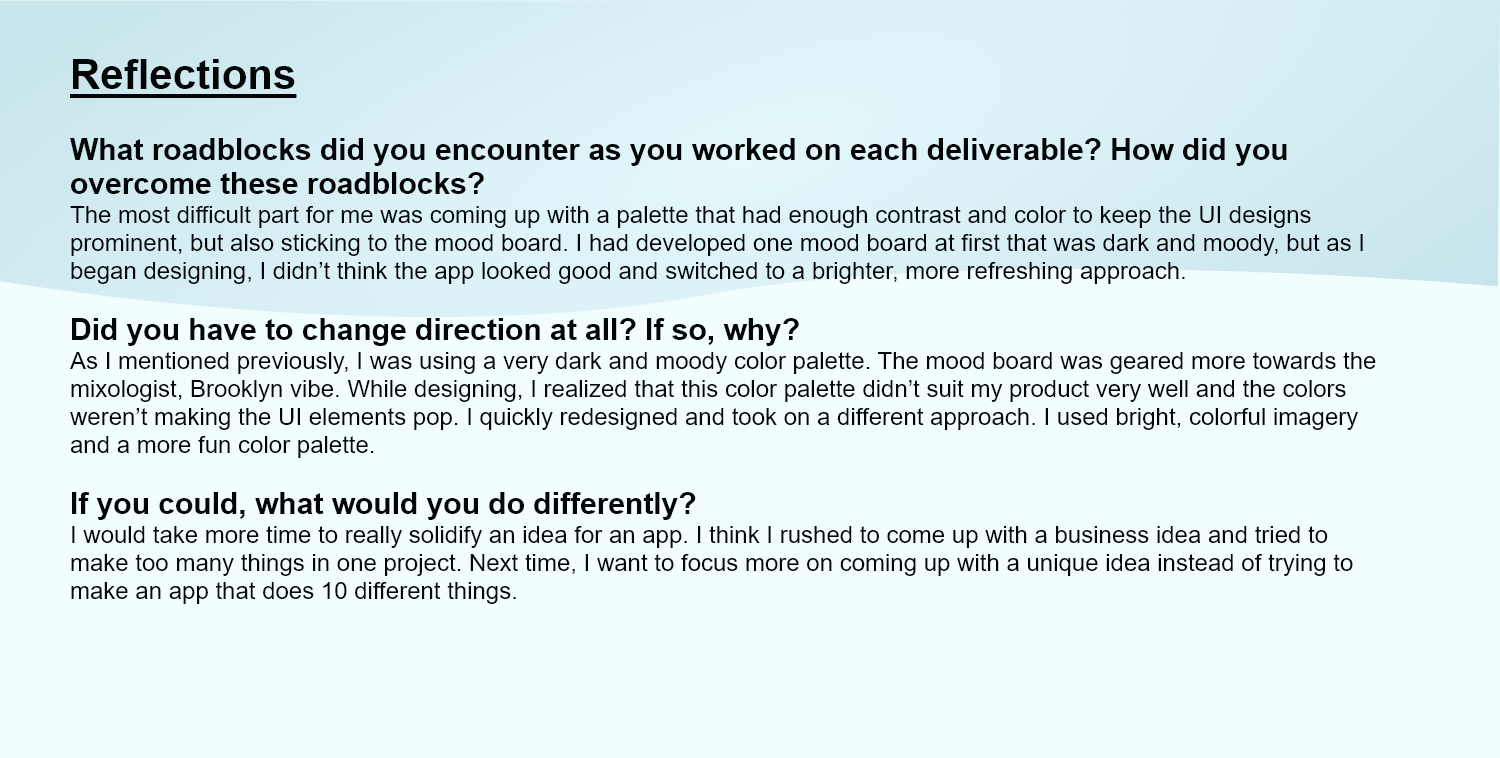 Reflections
What roadblocks did you encounter as you worked on each deliverable? How did you
overcome these roadblocks?
The most difficult part for me was coming up with a palette that had enough contrast and color to keep the UI designs
prominent, but also sticking to the mood board. I had developed one mood board at first that was dark and moody, but as I
began designing, I didn’t think the app looked good and switched to a brighter, more refreshing approach.
Did you have to change direction at all? If so, why?
As I mentioned previously, I was using a very dark and moody color palette. The mood board was geared more towards the
mixologist, Brooklyn vibe. While designing, I realized that this color palette didn’t suit my product very well and the colors
weren’t making the UI elements pop. I quickly redesigned and took on a different approach. I used bright, colorful imagery
and a more fun color palette.
If you could, what would you do differently?
I would take more time to really solidify an idea for an app. I think I rushed to come up with a business idea and tried to
make too many things in one project. Next time, I want to focus more on coming up with a unique idea instead of trying to
make an app that does 10 different things.